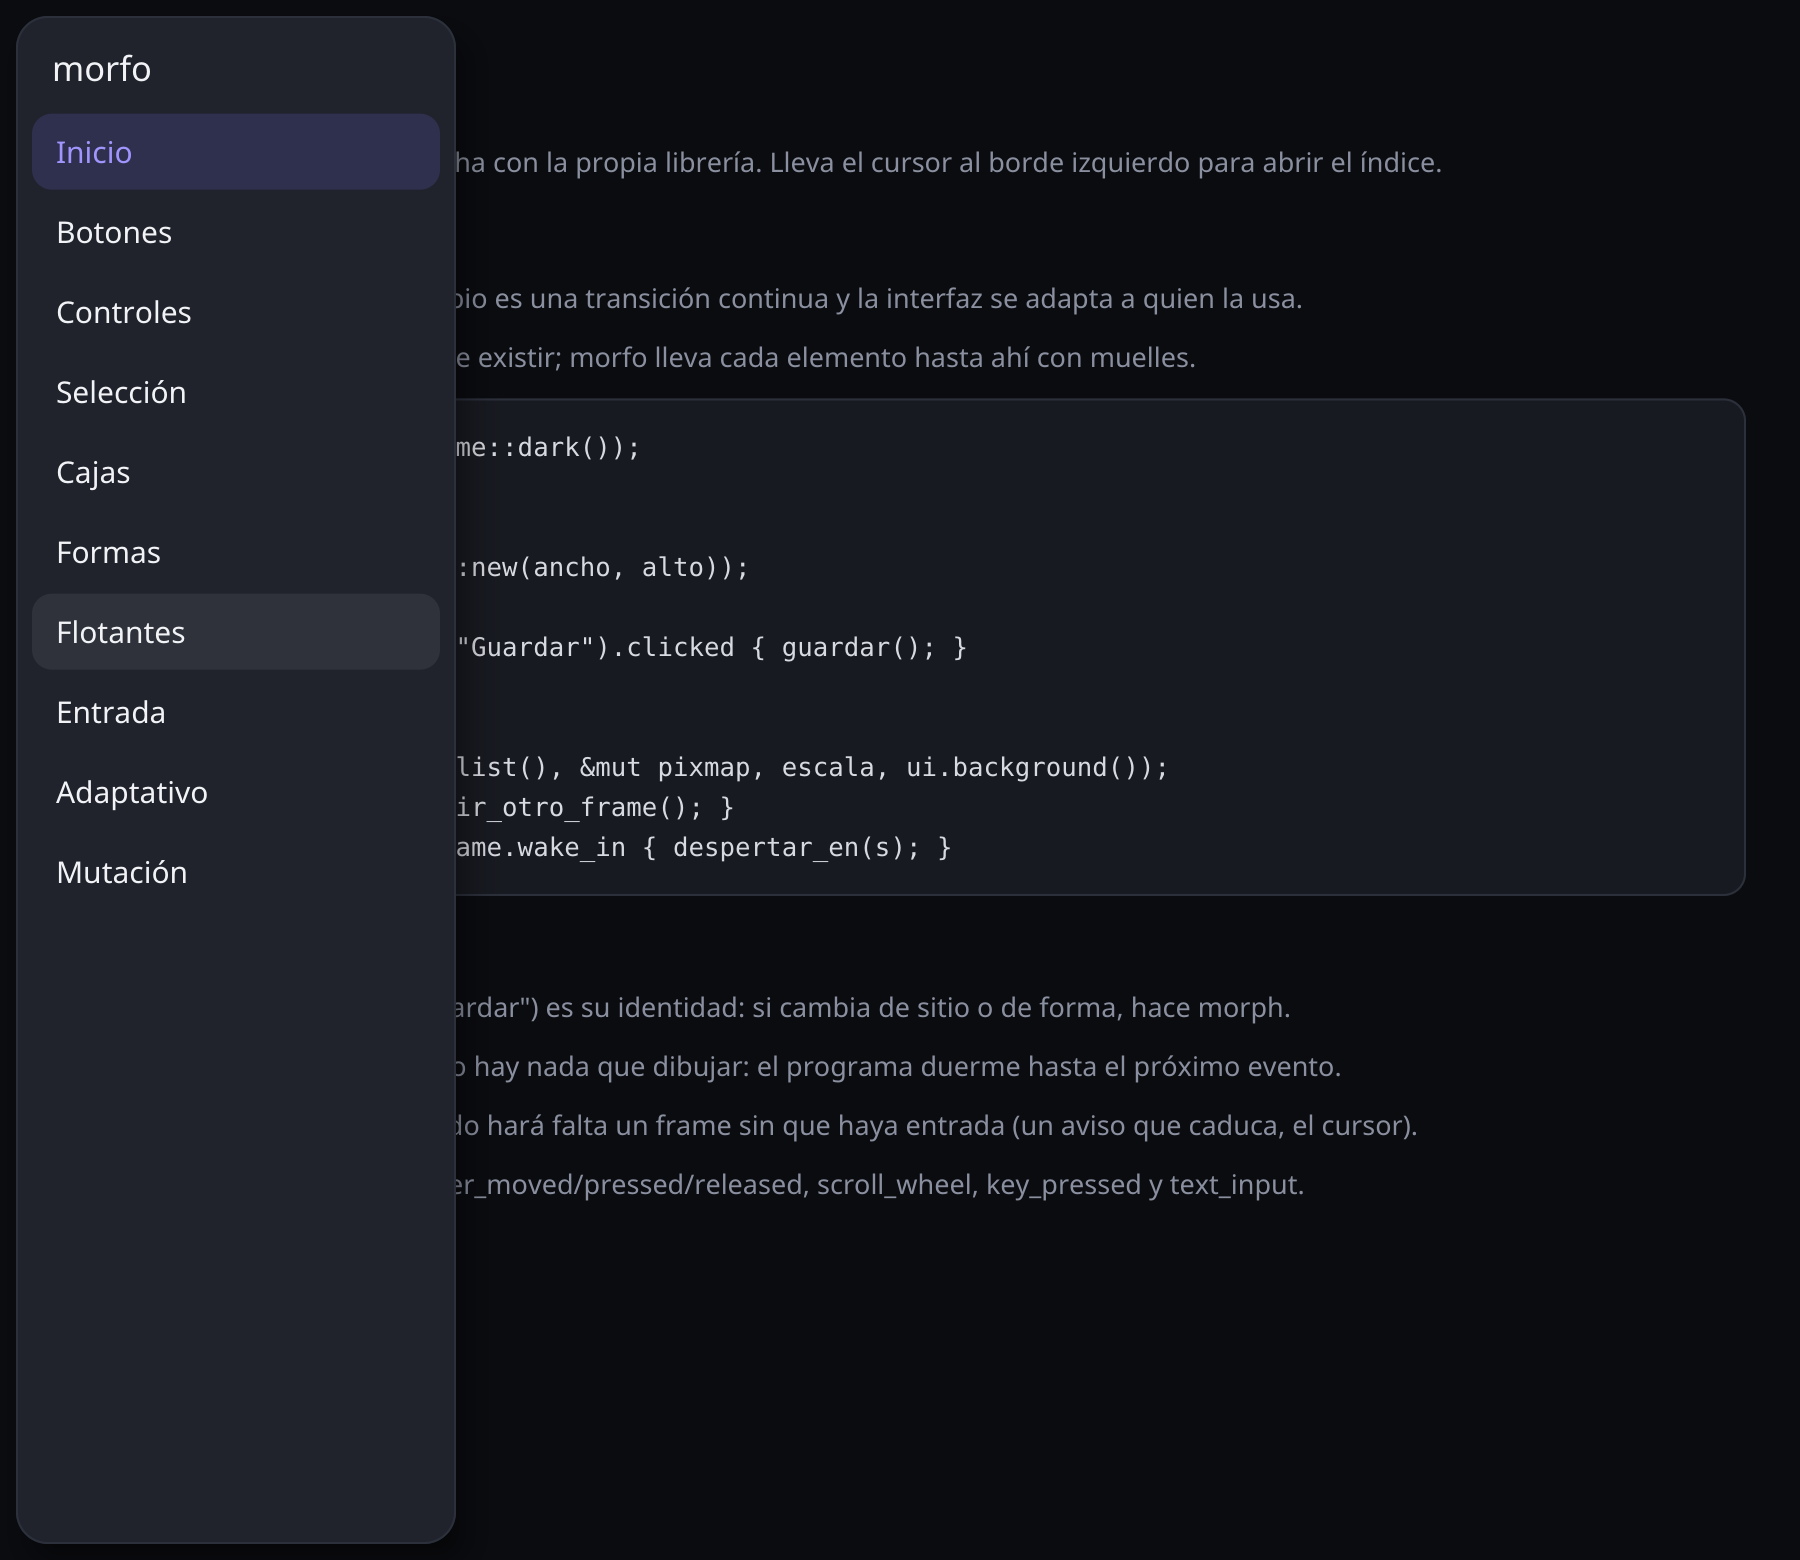 morfo
Inicio
Botones
Controles
Selección
Cajas
Formas
Flotantes
Entrada
Adaptativo
Mutación
ha con la propia librería. Lleva el cursor al borde izquierdo para abrir el índice.
bio es una transición continua y la interfaz se adapta a quien la usa.
e existir; morfo lleva cada elemento hasta ahí con muelles.
me::dark());
:new(ancho, alto));
"Guardar").clicked { guardar(); }
list(), &mut pixmap, escala, ui.background());
ir_otro_frame(); }
ame.wake_in { despertar_en(s); }
ardar") es su identidad: si cambia de sitio o de forma, hace morph.
o hay nada que dibujar: el programa duerme hasta el próximo evento.
do hará falta un frame sin que haya entrada (un aviso que caduca, el cursor).
er_moved/pressed/released, scroll_wheel, key_pressed y text_input.